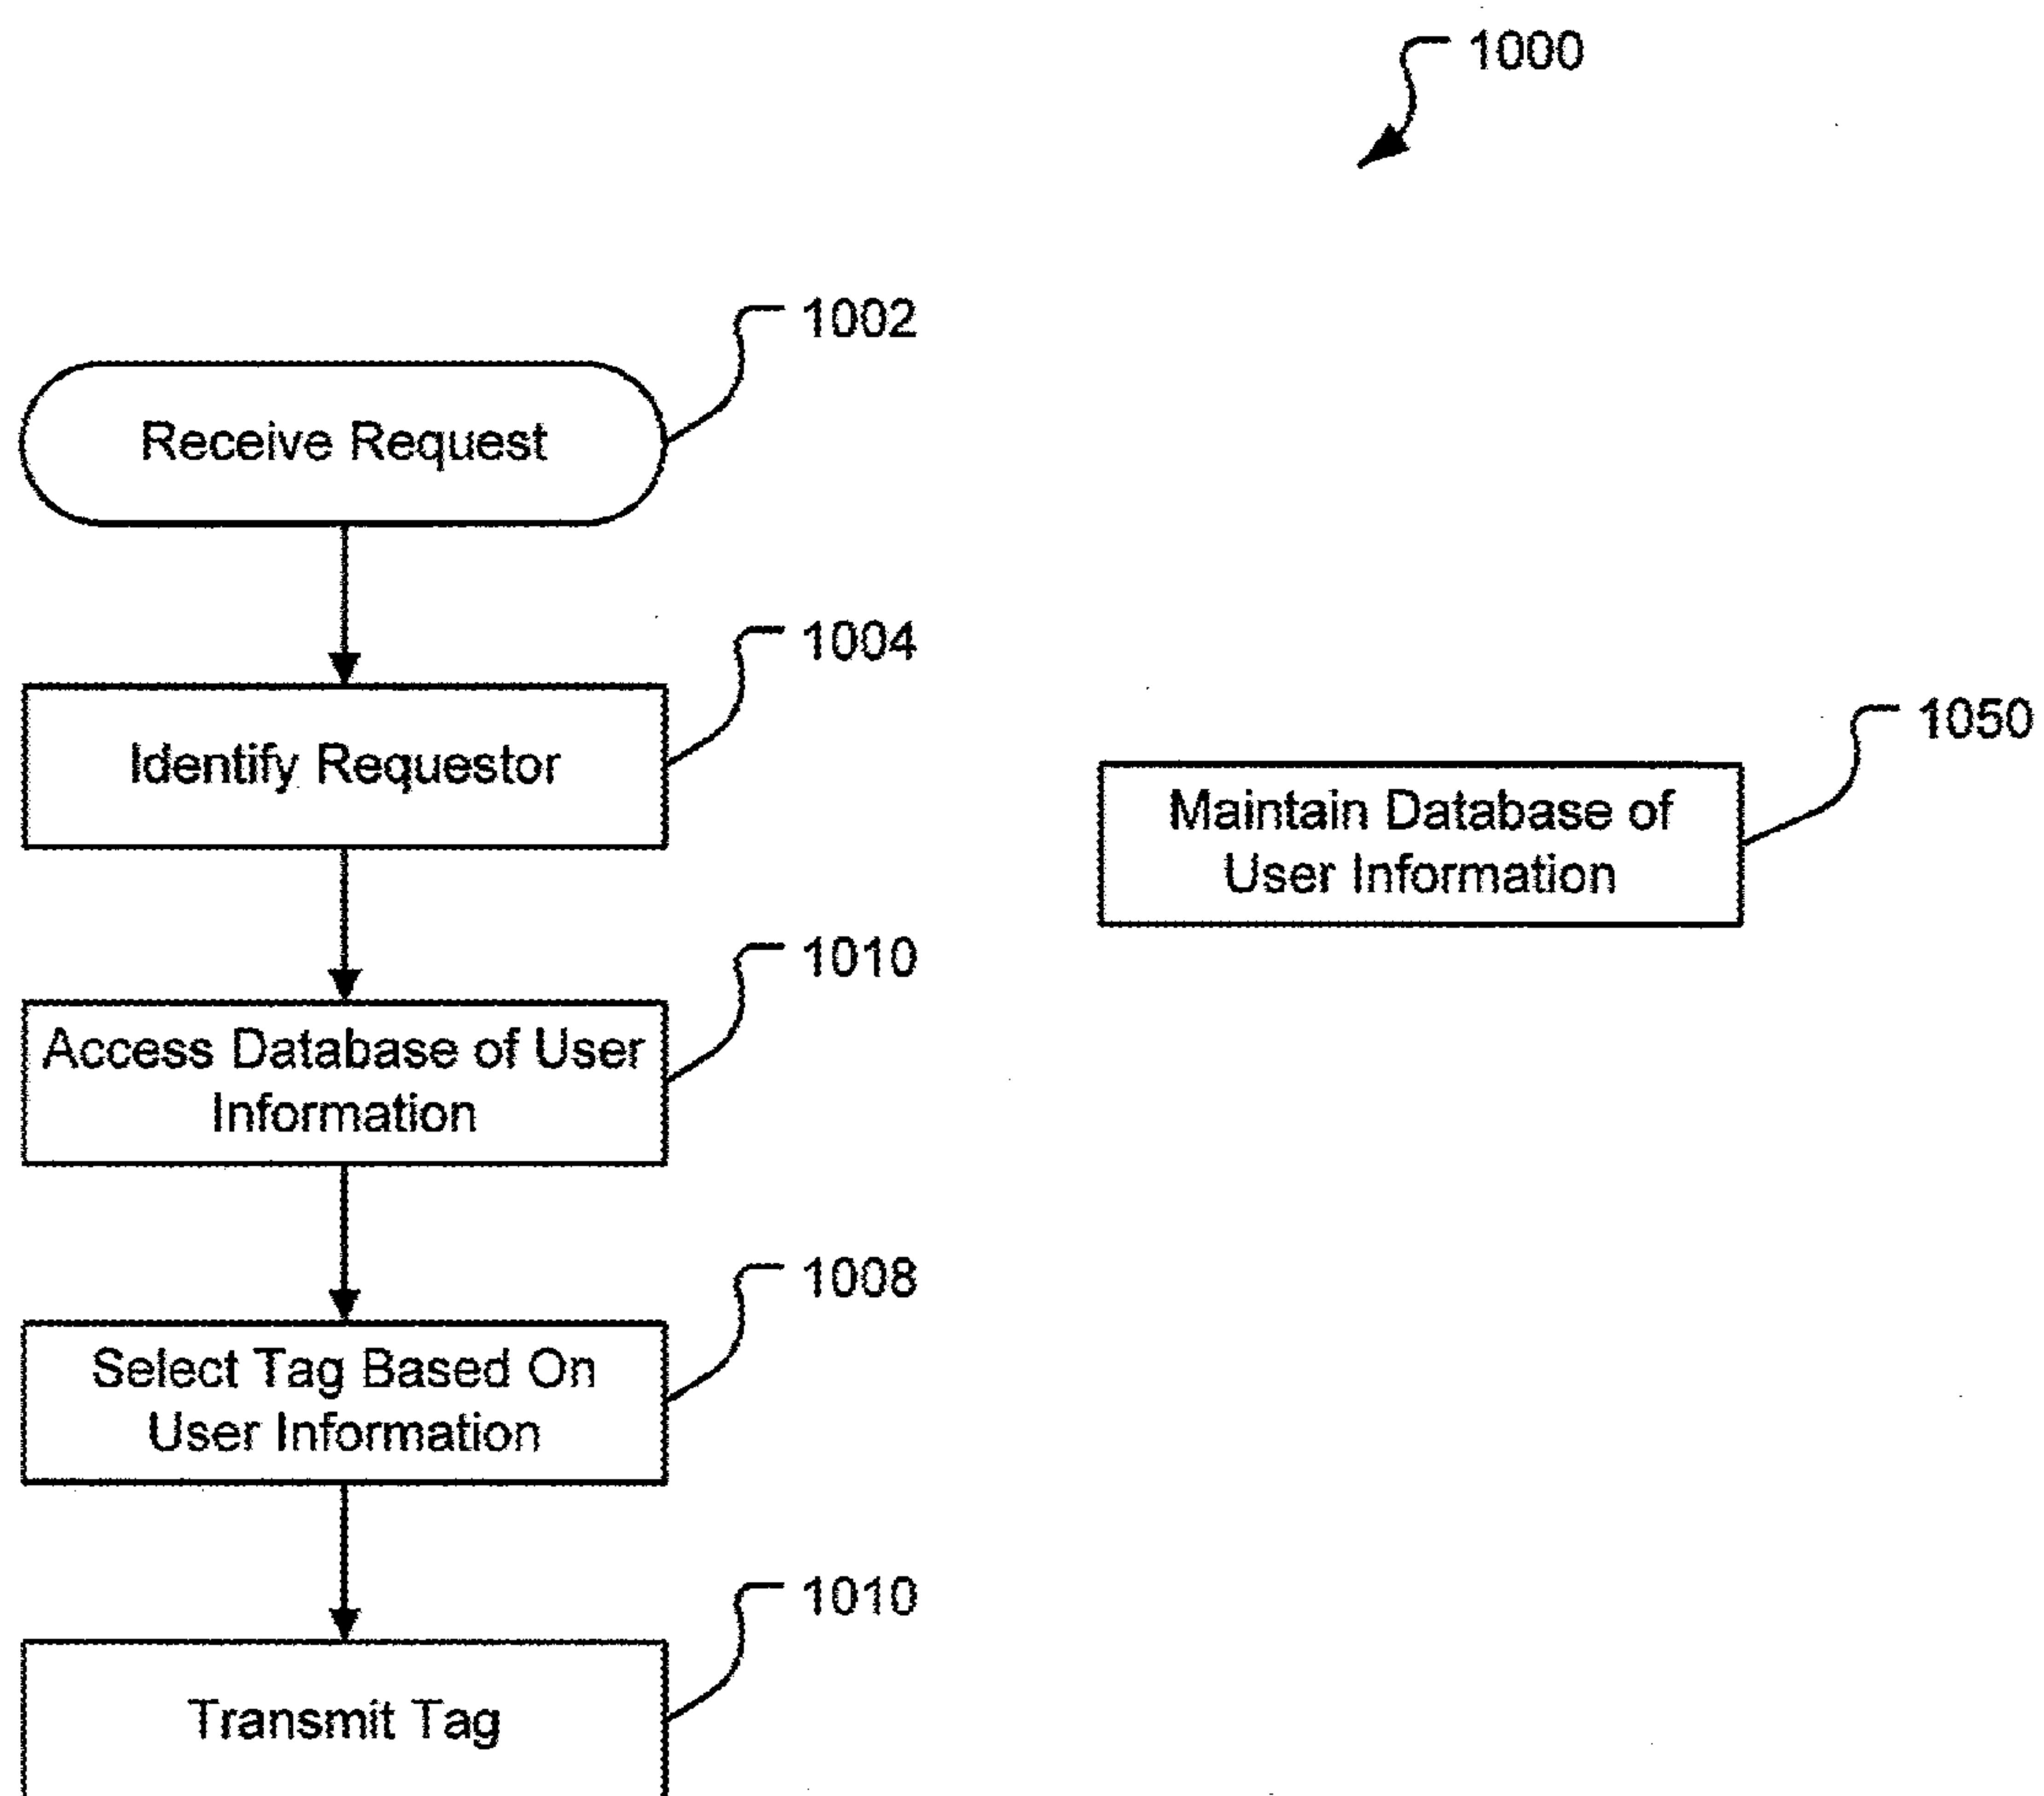 1000
1002
Receive Request
1004
Identify Requestor
1050
Maintain Database of
User Information
1010
Access Database of User
Information
1008
Select Tag Based On
User Information
1010
Transmit Tag